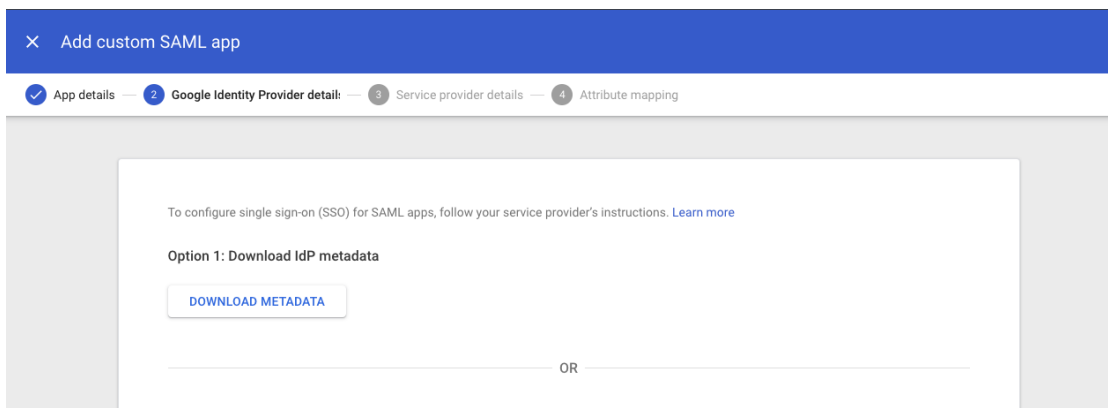 Add custom SAML app
App details 2 Google Identity Provider details 3 Service provider details 4 Attribute mapping
To configure single sign-on (SSO) for SAML apps, follow your service provider's instructions. Learn more
Option 1: Download IdP metadata
DOWNLOAD METADATA
OR